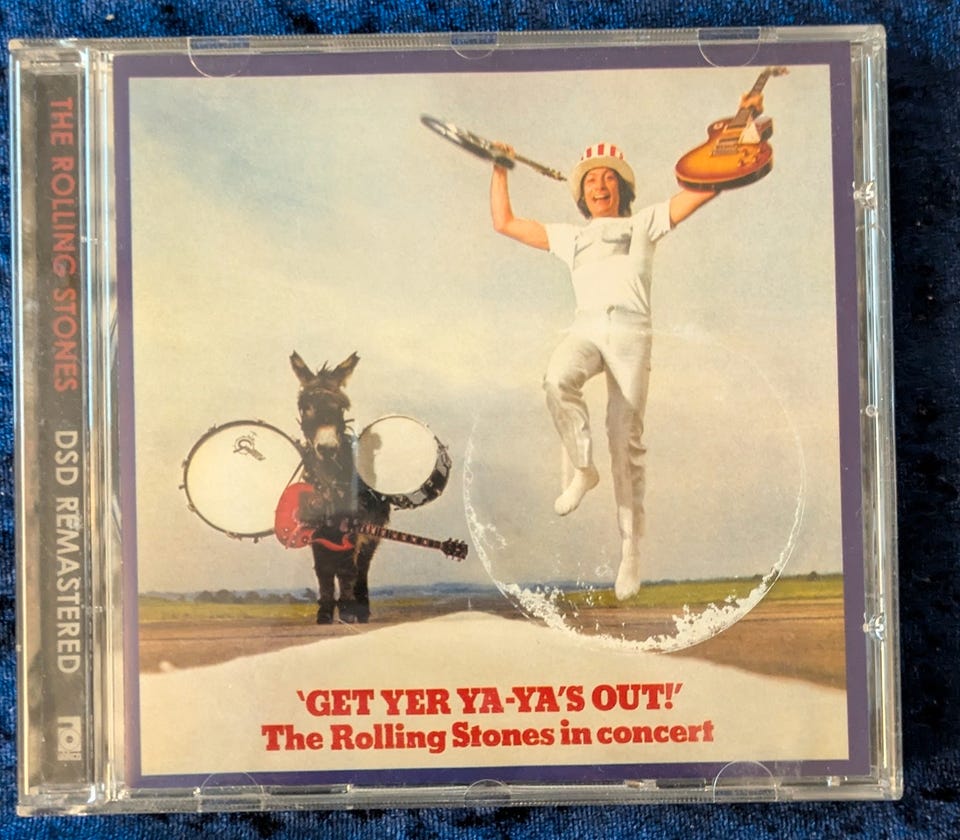 THE ROLLING STONES DSD REMASTERED
'GET YER YA-YA'S OUT!'
The Rolling Stones in concert